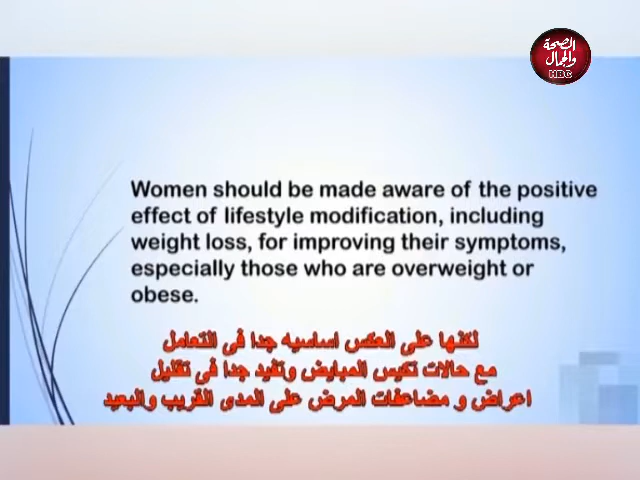 الصحة
والجمال
HBC
Women should be made aware of the positive
effect of lifestyle modification, including
weight loss, for improving their symptoms,
especially those who are overweight or
obese.
لكنها على العكس اساسيه جدا فى التعامل
مع حالات تكيس المبايض وتفيد جدا فى تقليل
اعراض و مضاعفات المرض على المدى القريب والبعيد